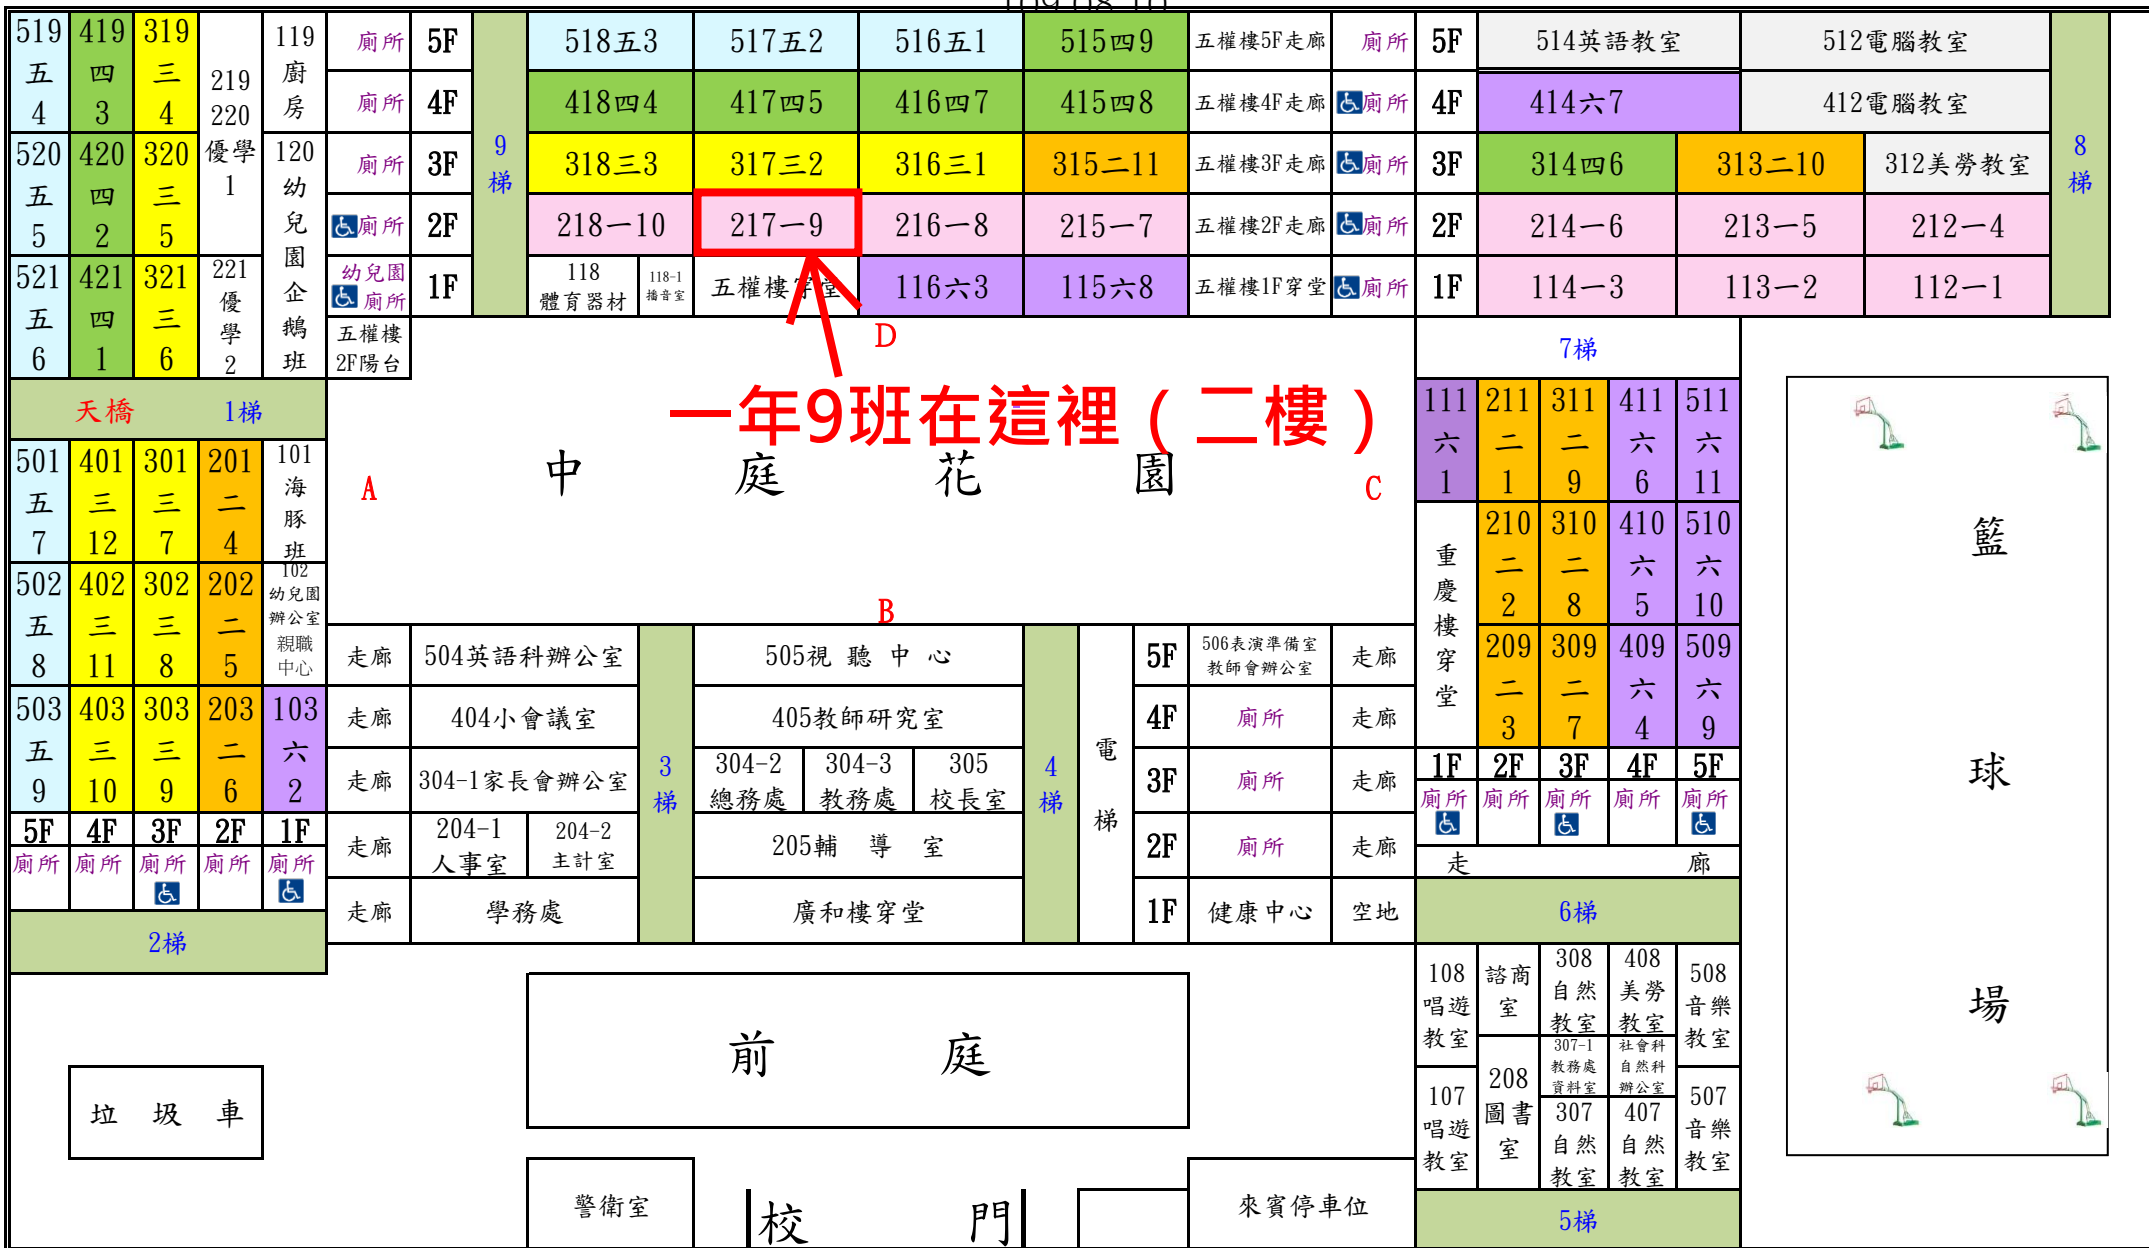 109 08 10
519 419 319 119 廁所 5F 518五3 517五2 516五1 515四9 五權樓5F走廊 廁所 5F 514英語教室 512電腦教室
五 四 三 219 廚
4 3 4 220 房 廁所 4F 418四4 417四5 416四7 415四8 五權樓4F走廊 廁所 4F 414六7 412電腦教室
520 420 320 優學 120 廁所 3F 9 318三3 317三2 316三1 315二11 五權樓3F走廊 廁所 3F 314四6 313二10 312美勞教室 8
五 四 三 1 幼 梯 梯
5 2 5 兒 廁所 2F 218一10 217一9 216一8 215一7 五權樓2F走廊 廁所 2F 214一6 213一5 212一4
521 421 321 221 園 幼兒園 1F 118 118-1 五權樓穿堂 116六3 115六8 五權樓1F穿堂 廁所 1F 114一3 113一2 112一1
五 四 三 優 企 廁所 體育器材 播音室
6 1 6 學 鵝 五權樓 D 7梯
2 班 2F陽台
天橋 1梯 一年9班在這裡（二樓） 111 211 311 411 511
六 二 二 六 六
1 1 9 6 11
501 401 301 201 101 A 中庭花園 C
五 三 三 二 海
7 12 7 4 豚
班
重慶樓穿堂 210 310 410 510
二 二 六 六
2 8 5 10
籃球場
502 402 302 202 102 B
五 三 三 二 幼兒園
8 11 8 5 辦公室
親職
中心
走廊 504英語科辦公室 3 505視聽中心 4 電 5F 506表演準備室 走廊 209 309 409 509
梯 梯 梯 教師會辦公室 二 二 六 六
3 7 4 9
503 403 303 203 103 走廊 404小會議室 405教師研究室 4F 廁所 走廊
五 三 三 二 六
9 10 9 6 2 走廊 304-1家長會辦公室 304-2 304-3 305 3F 廁所 走廊 1F 2F 3F 4F 5F
總務處 教務處 校長室 廁所 廁所 廁所 廁所 廁所
5F 4F 3F 2F 1F 走廊 204-1 204-2 205輔導室 2F 廁所 走廊 走廊
廁所 廁所 廁所 廁所 廁所 人事室 主計室
走廊 學務處 廣和樓穿堂 1F 健康中心 空地 6梯
2梯
108 諮商 308 408 508
唱遊 室 自然 美勞 音樂
教室 教室 教室 教室
前庭
307-1 社會科
教務處 自然科
資料室 辦公室
107 208 307 407 507
唱遊 圖書 自然 自然 音樂
教室 室 教室 教室 教室
垃圾車
警衛室 校門 來賓停車位 5梯